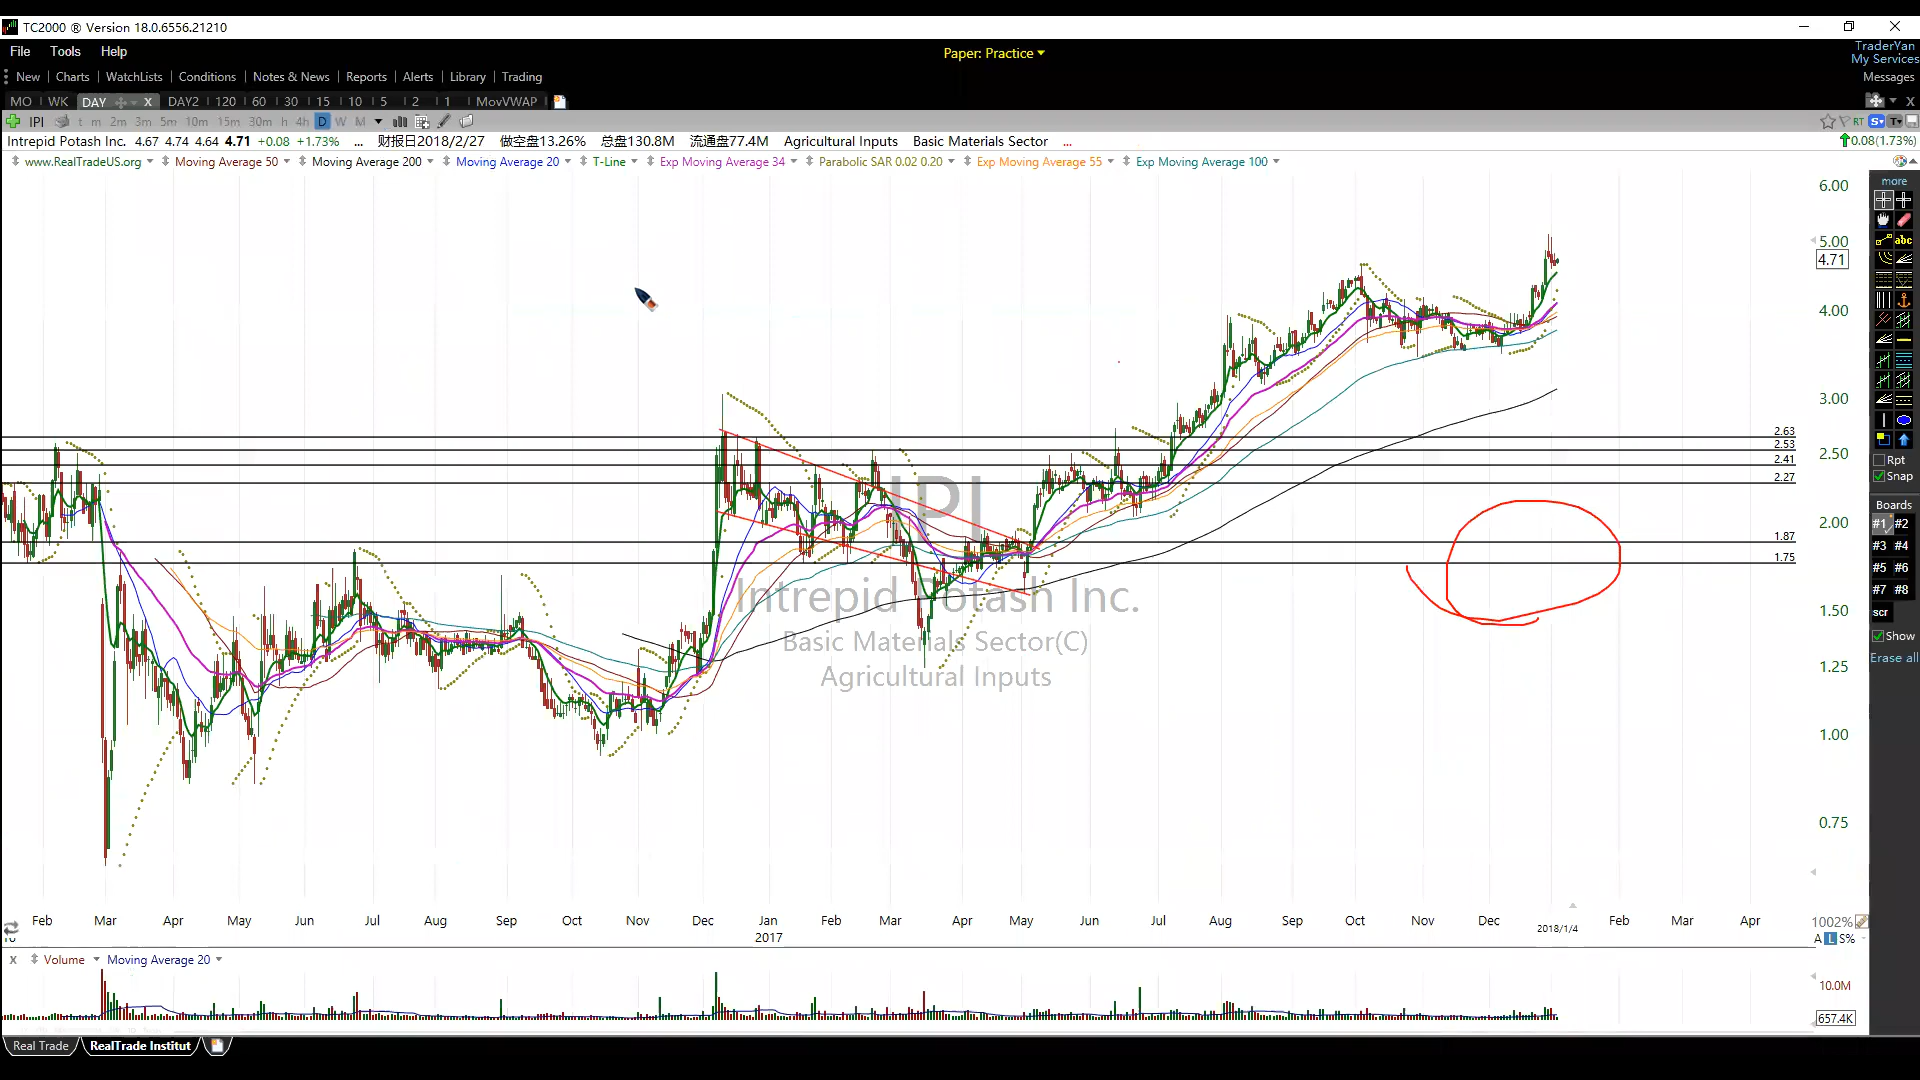 TC2000 ® Version 18.0.6556.21210
File Tools Help
Paper: Practice
TraderYan
My Services
New Charts WatchLists Conditions Notes & News Reports Alerts Library Trading
Messages
MO WK DAY X DAY2 120 60 30 15 10 5 2 1 MovVWAP
X
IPI t m 2m 3m 5m 10m 15m 30m h 4h D W M
RT S T
Intrepid Potash Inc. 4.67 4.74 4.64 4.71 +0.08 +1.73% ... 财报日2018/2/27 做空盘13.26% 总盘130.8M 流通盘77.4M Agricultural Inputs Basic Materials Sector ...
0.08(1.73%)
www.RealTradeUS.org Moving Average 50 Moving Average 200 Moving Average 20 T-Line Exp Moving Average 34 Parabolic SAR 0.02 0.20 Exp Moving Average 55 Exp Moving Average 100
more
6.00
abc
5.00
4.71
4.00
3.00
2.63
2.53
2.50
2.41
2.27
2.00
1.87
1.75
1.50
1.25
1.00
0.75
Rpt
Snap
Boards
#1 #2
#3 #4
#5 #6
#7 #8
scr
Show
Erase all
IPI
Intrepid Potash Inc.
Basic Materials Sector(C)
Agricultural Inputs
Feb Mar Apr May Jun Jul Aug Sep Oct Nov Dec Jan Feb Mar Apr May Jun Jul Aug Sep Oct Nov Dec 2018/1/4 Feb Mar Apr
1002%
2017
A L S%
X Volume Moving Average 20
10.0M
657.4K
Real Trade RealTrade Institut